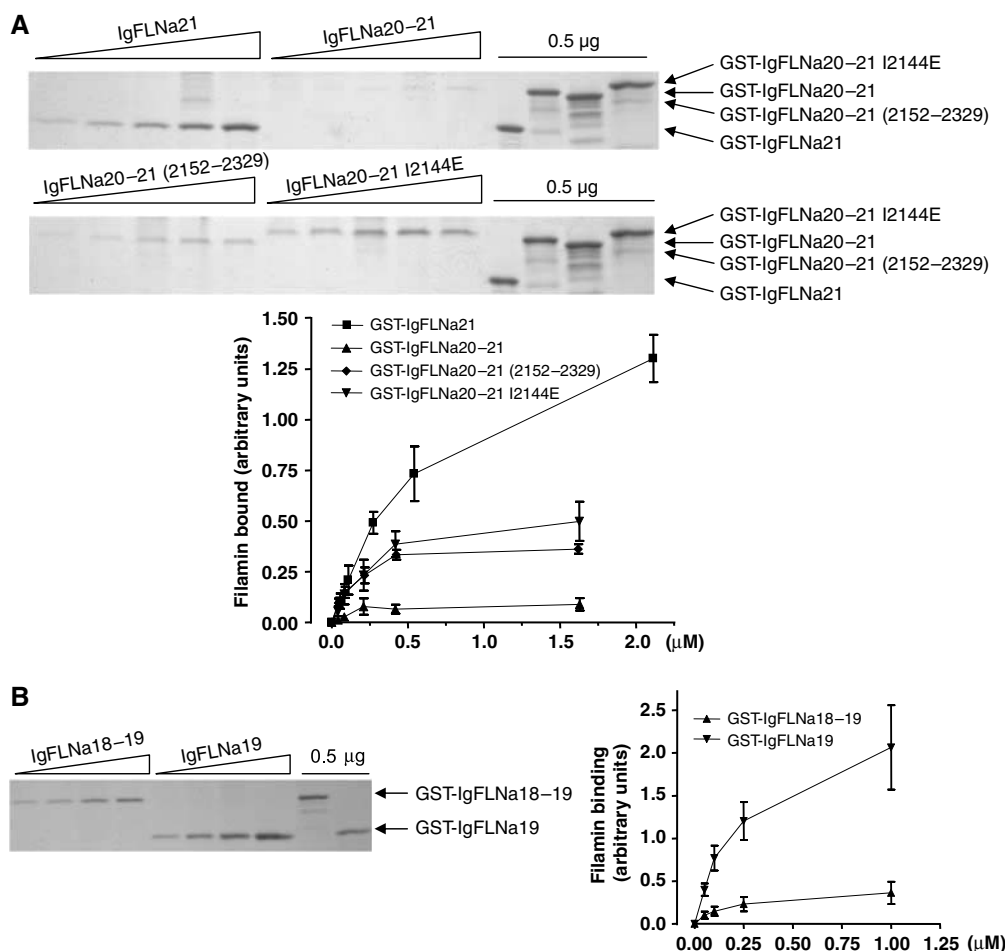 A
IgFLNa21
IgFLNa20–21
0.5 µg
GST-IgFLNa20–21 I2144E
GST-IgFLNa20–21
GST-IgFLNa20–21 (2152–2329)
GST-IgFLNa21
IgFLNa20–21 (2152–2329)
IgFLNa20–21 I2144E
0.5 µg
GST-IgFLNa20–21 I2144E
GST-IgFLNa20–21
GST-IgFLNa20–21 (2152–2329)
GST-IgFLNa21
Filamin bound (arbitrary units)
1.50
1.25
1.00
0.75
0.50
0.25
0.00
GST-IgFLNa21
GST-IgFLNa20–21
GST-IgFLNa20–21 (2152–2329)
GST-IgFLNa20–21 I2144E
0.0 0.5 1.0 1.5 2.0 (µM)
B
IgFLNa18–19
IgFLNa19
0.5 µg
GST-IgFLNa18–19
GST-IgFLNa19
Filamin binding
(arbitrary units)
2.5
2.0
1.5
1.0
0.5
0.0
GST-IgFLNa18–19
GST-IgFLNa19
0.00 0.25 0.50 0.75 1.00 1.25 (µM)